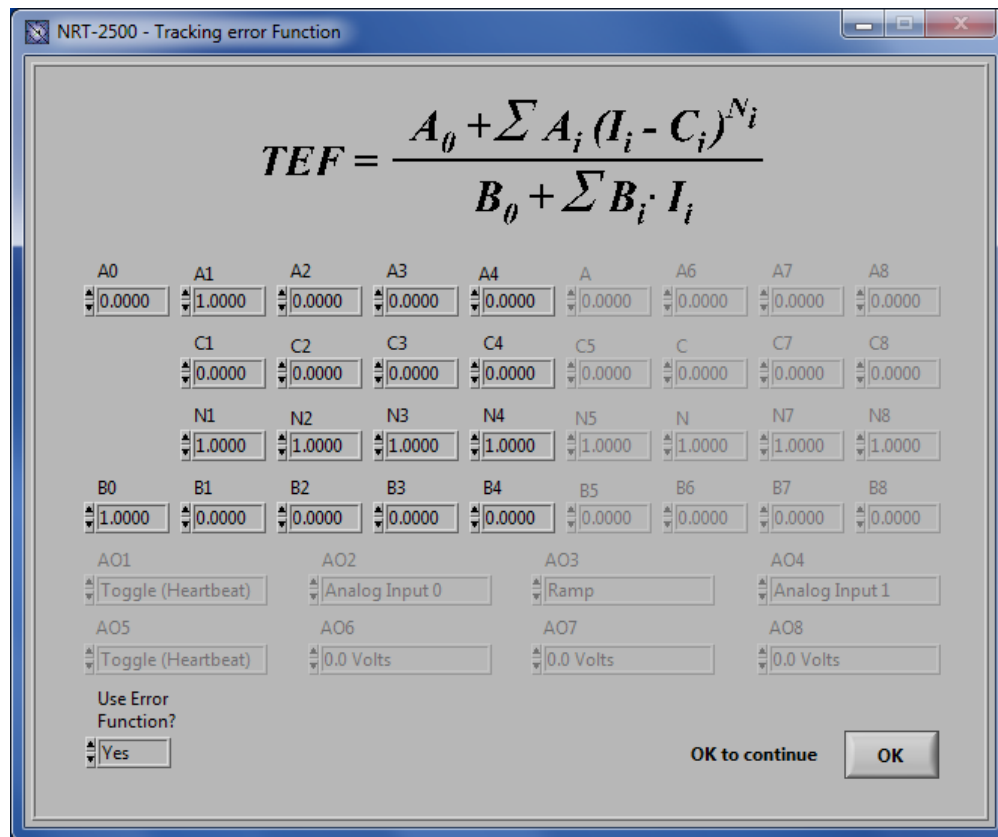 NRT-2500 - Tracking error Function
TEF = A0 + Σ Ai (Ii - Ci)^Ni
B0 + Σ Bi · Ii
A0 A1 A2 A3 A4 A A6 A7 A8
0.0000 1.0000 0.0000 0.0000 0.0000 0.0000 0.0000 0.0000 0.0000
C1 C2 C3 C4 C5 C C7 C8
0.0000 0.0000 0.0000 0.0000 0.0000 0.0000 0.0000 0.0000
N1 N2 N3 N4 N5 N N7 N8
1.0000 1.0000 1.0000 1.0000 1.0000 1.0000 1.0000 1.0000
B0 B1 B2 B3 B4 B5 B6 B7 B8
1.0000 0.0000 0.0000 0.0000 0.0000 0.0000 0.0000 0.0000 0.0000
AO1 AO2 AO3 AO4
Toggle (Heartbeat) Analog Input 0 Ramp Analog Input 1
AO5 AO6 AO7 AO8
Toggle (Heartbeat) 0.0 Volts 0.0 Volts 0.0 Volts
Use Error
Function?
Yes
OK to continue OK